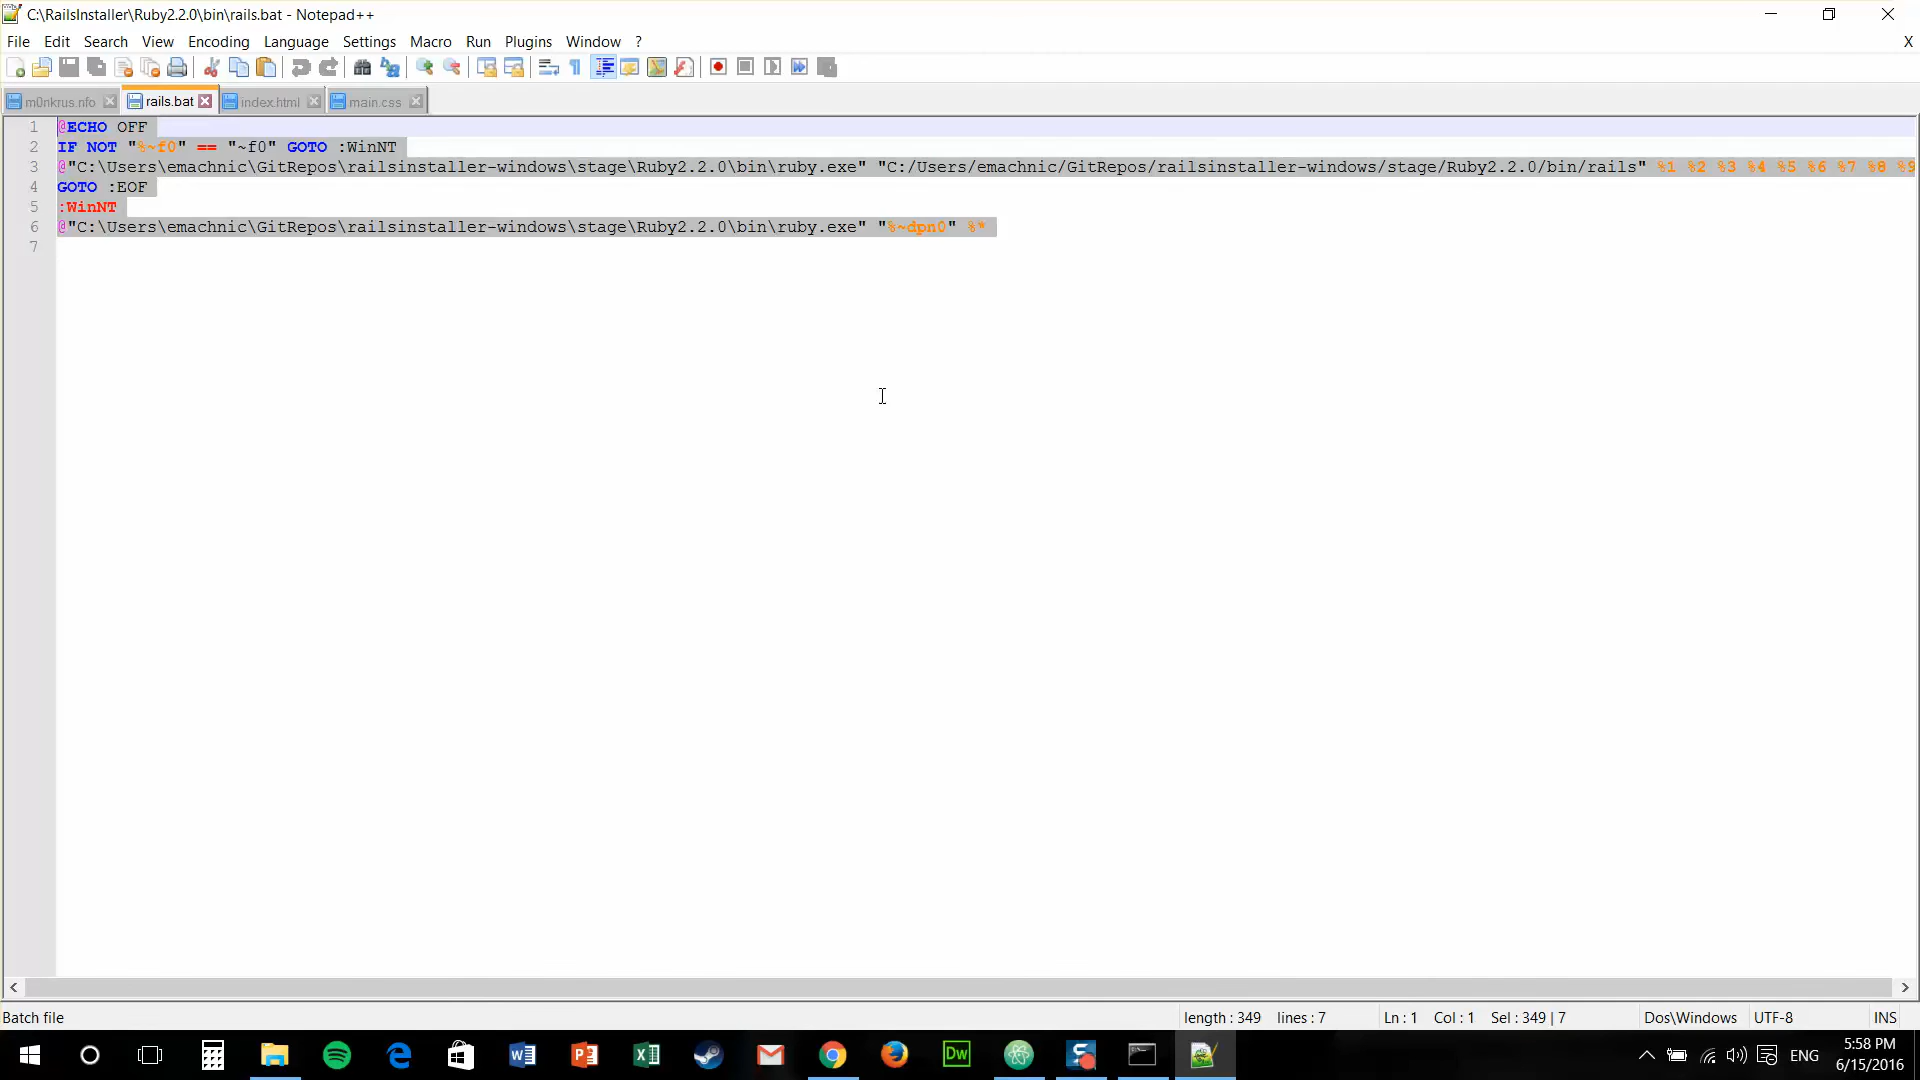 C:\RailsInstaller\Ruby2.2.0\bin\rails.bat - Notepad++
File Edit Search View Encoding Language Settings Macro Run Plugins Window ? X
m0nkrus.nfo rails.bat index.html main.css
1 @ECHO OFF
2 IF NOT "%~f0" == "~f0" GOTO :WinNT
3 @"C:\Users\emachnic\GitRepos\railsinstaller-windows\stage\Ruby2.2.0\bin\ruby.exe" "C:/Users/emachnic/GitRepos/railsinstaller-windows/stage/Ruby2.2.0/bin/rails" %1 %2 %3 %4 %5 %6 %7 %8 %9
4 GOTO :EOF
5 :WinNT
6 @"C:\Users\emachnic\GitRepos\railsinstaller-windows\stage\Ruby2.2.0\bin\ruby.exe" "%~dpn0" %*
7
Batch file length : 349 lines : 7 Ln : 1 Col : 1 Sel : 349 | 7 Dos\Windows UTF-8 INS
Dw ENG 5:58 PM
6/15/2016